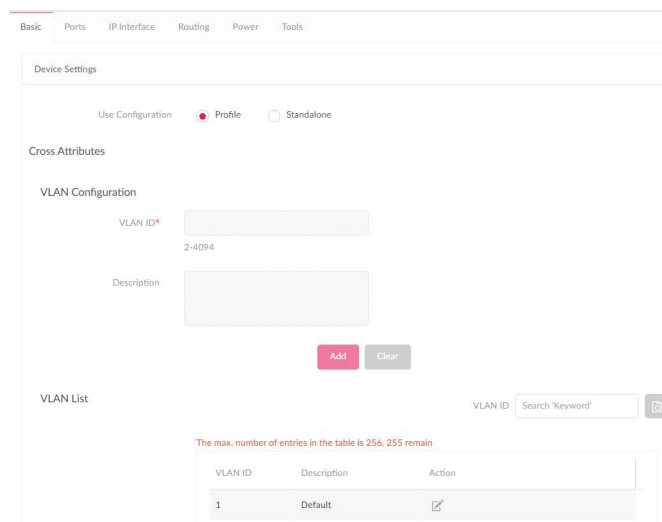 Basic Ports IP Interface Routing Power Tools
Device Settings
Use Configuration Profile Standalone
Cross Attributes
VLAN Configuration
VLAN ID*
2-4094
Description
Add Clear
VLAN List
VLAN ID Search 'Keyword'
The max. number of entries in the table is 256, 255 remain
VLAN ID Description Action
1 Default